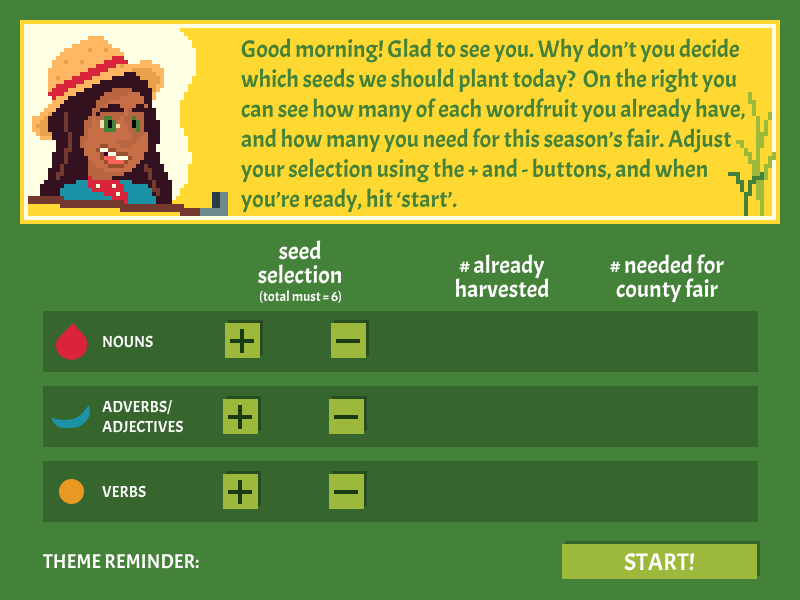 Good morning! Glad to see you. Why don’t you decide
which seeds we should plant today?  On the right you
can see how many of each wordfruit you already have,
and how many you need for this season’s fair. Adjust
your selection using the + and - buttons, and when
you’re ready, hit ‘start’.
seed
selection
(total must = 6)
# already
harvested
# needed for
county fair
NOUNS
+ −
ADVERBS/
ADJECTIVES
+ −
VERBS
+ −
THEME REMINDER:
START!